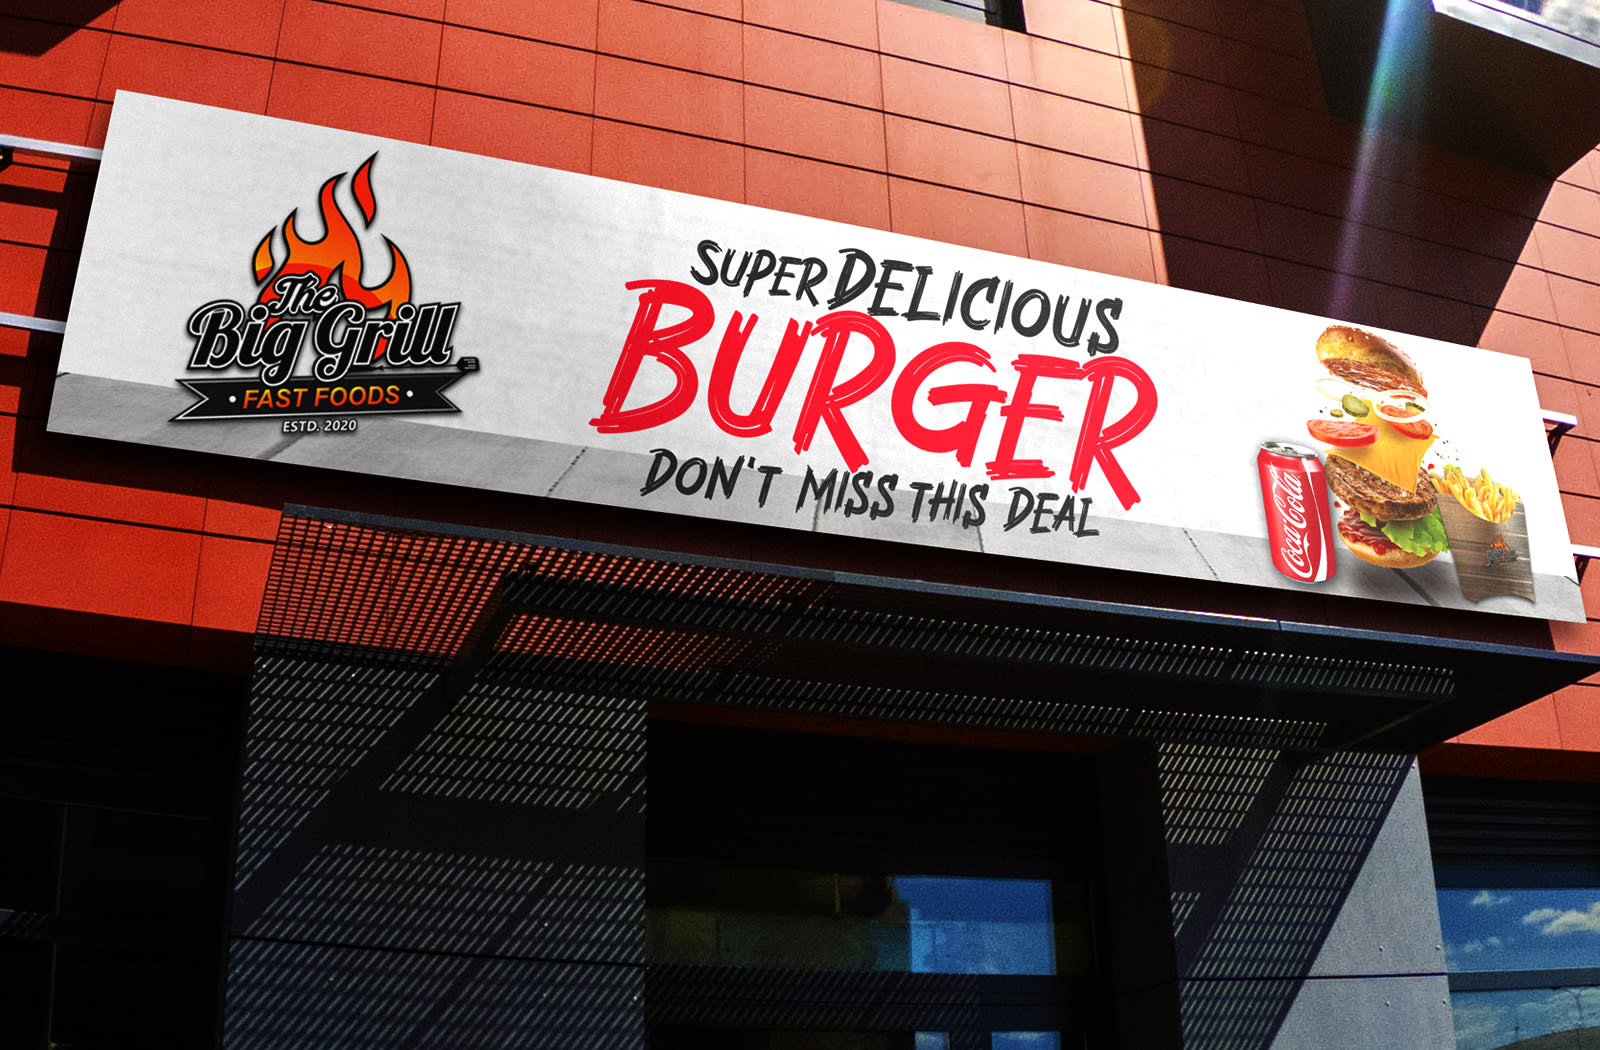 The
Big Grill
• FAST FOODS •
ESTD. 2020
SUPER DELICIOUS
BURGER
DON'T MISS THIS DEAL
Coca-Cola